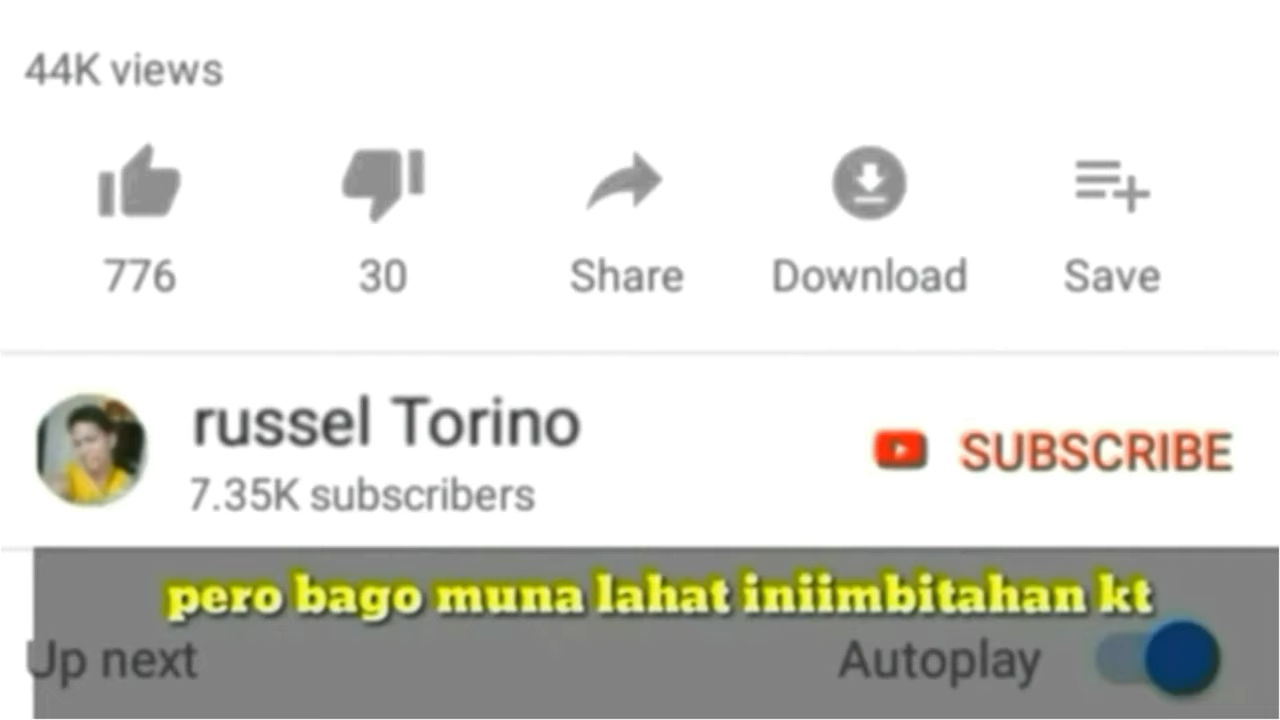 44K views
776 30 Share Download Save
russel Torino
SUBSCRIBE
7.35K subscribers
pero bago muna lahat iniimbitahan kt
Up next Autoplay